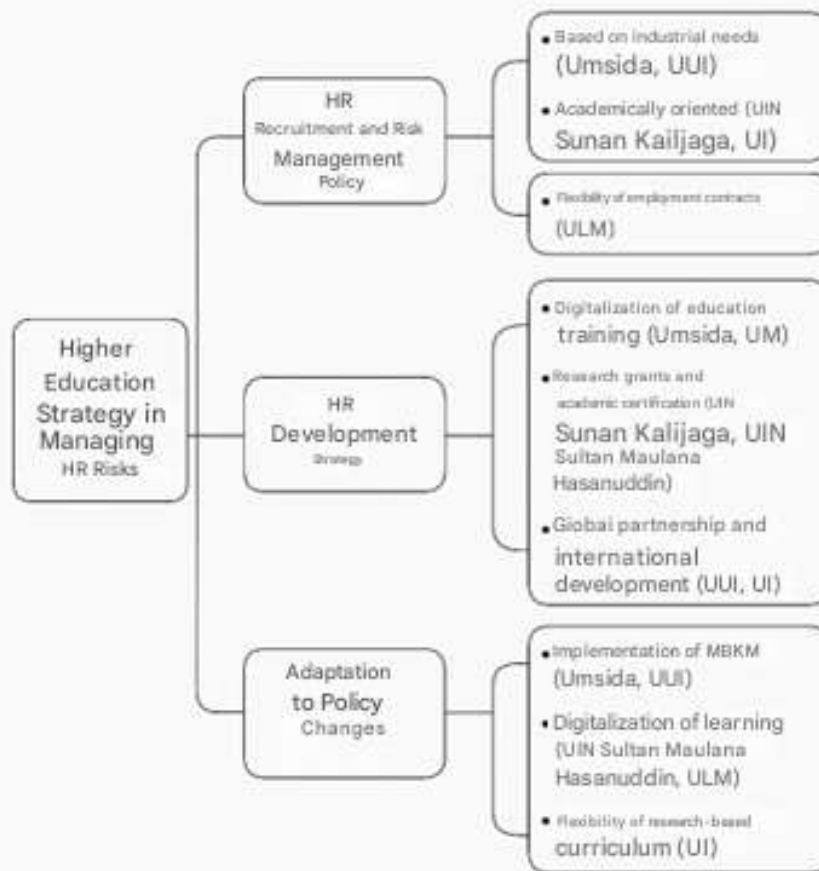 Higher
Education
Strategy in
Managing
HR Risks
HR
Recruitment and Risk
Management
Policy
• Based on industrial needs
(Umsida, UUI)
• Academically oriented (UIN
Sunan Kailjaga, UI)
• Flexibility of employment contracts
(ULM)
HR
Development
Strategy
• Digitalization of education
training (Umsida, UM)
• Research grants and
academic certification (UIN
Sunan Kalijaga, UIN
Sultan Maulana
Hasanuddin)
• Giobai partnership and
international
development (UUI, UI)
Adaptation
to Policy
Changes
• Implementation of MBKM
(Umsida, UUI)
• Digitalization of learning
(UIN Sultan Maulana
Hasanuddin, ULM)
• Flexibility of research-based
curriculum (UI)